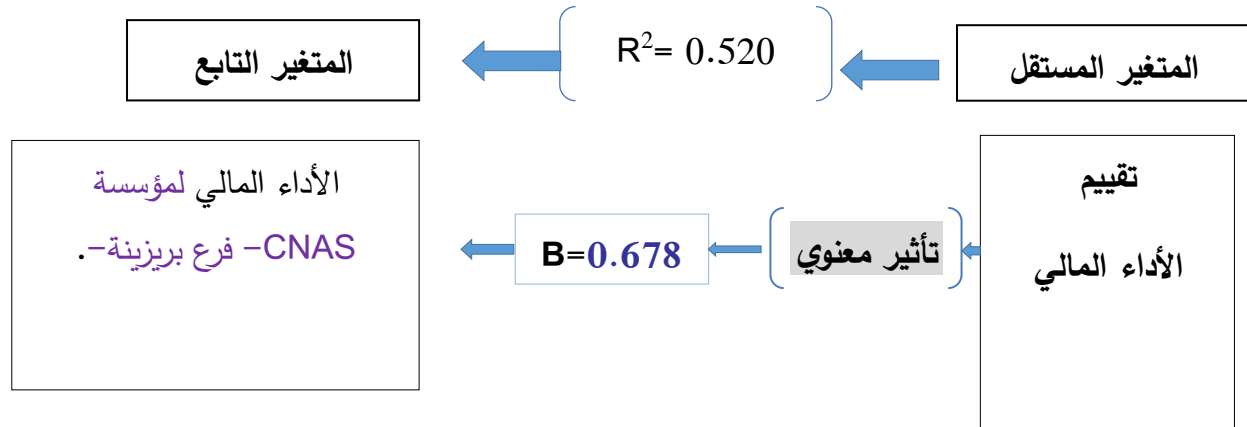 المتغير المستقل
R²= 0.520
المتغير التابع
تقييم
الأداء المالي
تأثير معنوي
B=0.678
الأداء المالي لمؤسسة
CNAS– فرع بريزينة–.